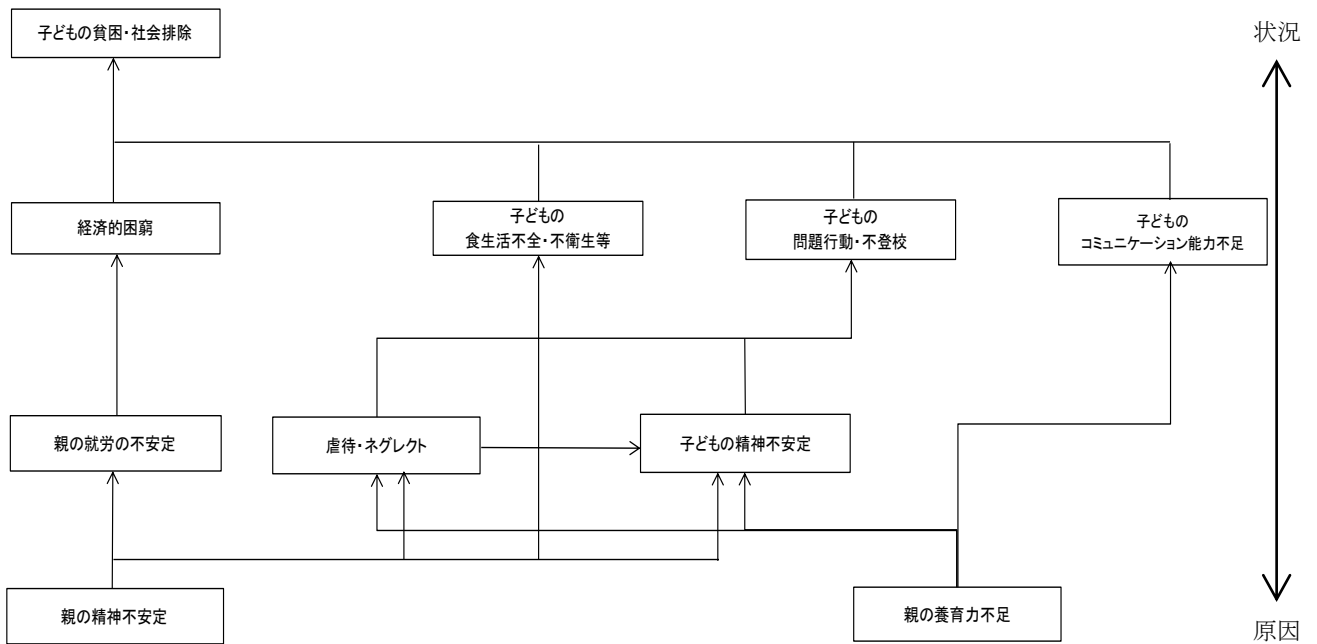 子どもの貧困・社会排除
状況
経済的困窮
子どもの
食生活不全・不衛生等
子どもの
問題行動・不登校
子どもの
コミュニケーション能力不足
親の就労の不安定
虐待・ネグレクト
子どもの精神不安定
親の精神不安定
親の養育力不足
原因